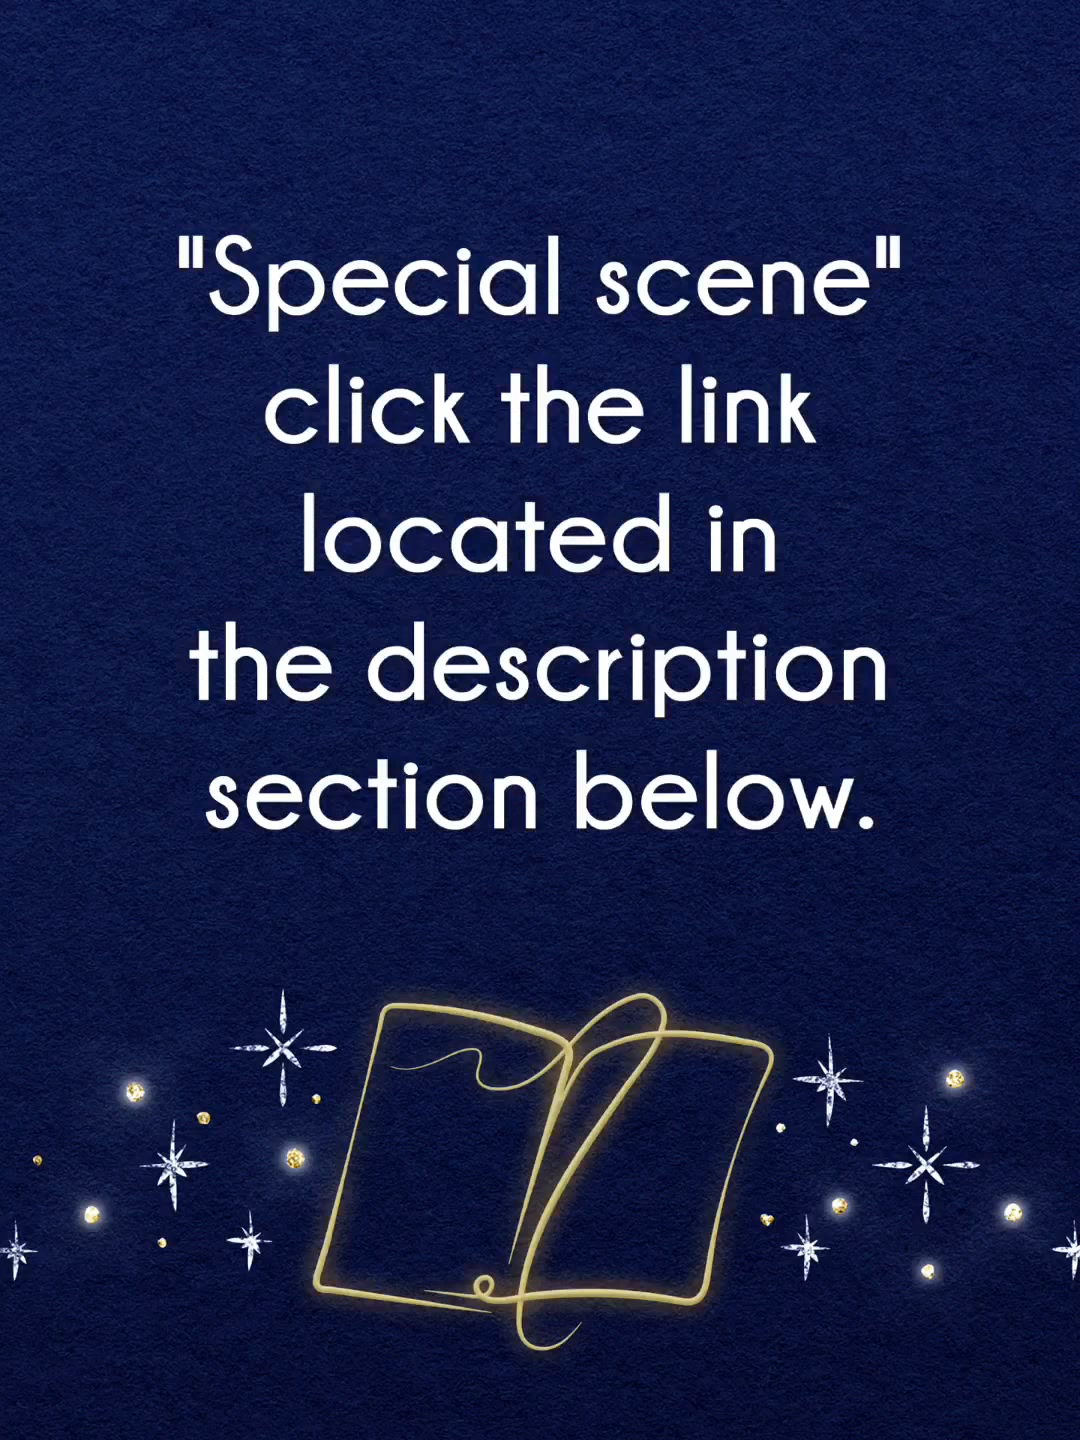 "Special scene"
click the link
located in
the description
section below.